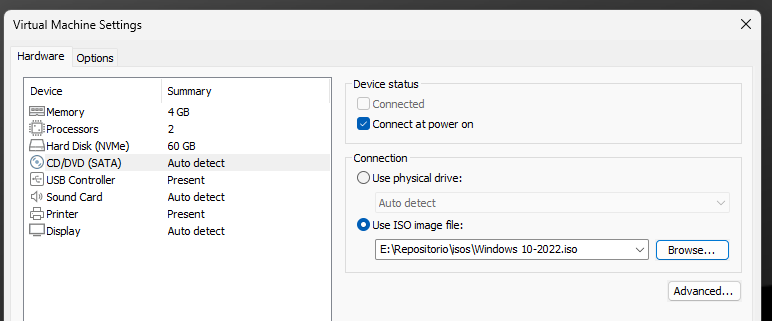 Virtual Machine Settings
Hardware Options
Device Summary
Memory 4 GB
Processors 2
Hard Disk (NVMe) 60 GB
CD/DVD (SATA) Auto detect
USB Controller Present
Sound Card Auto detect
Printer Present
Display Auto detect
Device status
Connected
Connect at power on
Connection
Use physical drive:
Auto detect
Use ISO image file:
E:\Repositorio\isos\Windows 10-2022.iso Browse...
Advanced...